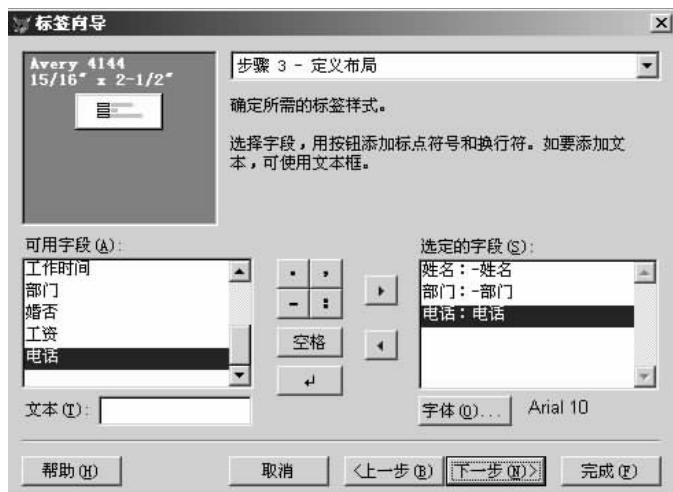 标签向导
Avery 4144
15/16" x 2-1/2"
步骤 3 - 定义布局
确定所需的标签样式。
选择字段，用按钮添加标点符号和换行符。如要添加文
本，可使用文本框。
可用字段(A):
工作时间
部门
婚否
工资
电话
. ,
- :
空格
↵
选定的字段(S):
姓名：-姓名
部门：-部门
电话：电话
文本(T):
字体(O)... Arial 10
帮助(H) 取消 <上一步(B) 下一步(N)> 完成(F)